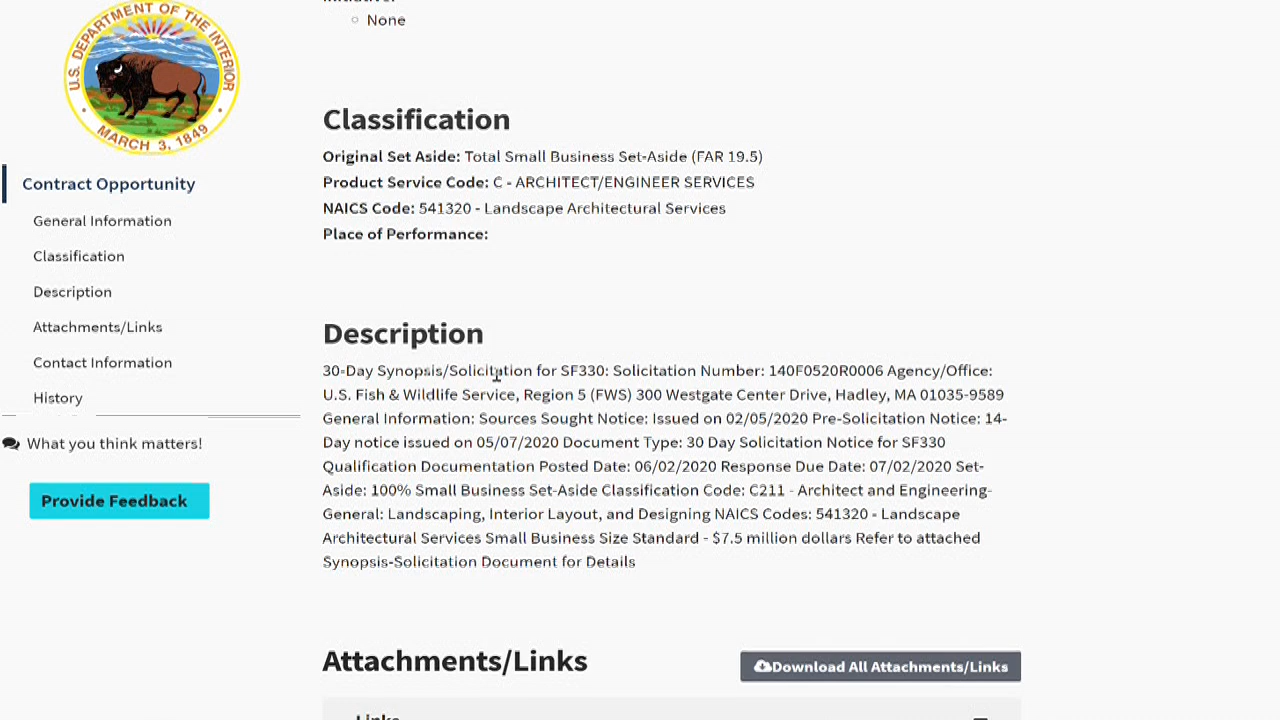 U.S. DEPARTMENT OF THE INTERIOR
MARCH 3, 1849
Contract Opportunity
General Information
Classification
Description
Attachments/Links
Contact Information
History
What you think matters!
Provide Feedback
None
Classification
Original Set Aside: Total Small Business Set-Aside (FAR 19.5)
Product Service Code: C - ARCHITECT/ENGINEER SERVICES
NAICS Code: 541320 - Landscape Architectural Services
Place of Performance:
Description
30-Day Synopsis/Solicitation for SF330: Solicitation Number: 140F0520R0006 Agency/Office:
U.S. Fish & Wildlife Service, Region 5 (FWS) 300 Westgate Center Drive, Hadley, MA 01035-9589
General Information: Sources Sought Notice: Issued on 02/05/2020 Pre-Solicitation Notice: 14-
Day notice issued on 05/07/2020 Document Type: 30 Day Solicitation Notice for SF330
Qualification Documentation Posted Date: 06/02/2020 Response Due Date: 07/02/2020 Set-
Aside: 100% Small Business Set-Aside Classification Code: C211 - Architect and Engineering-
General: Landscaping, Interior Layout, and Designing NAICS Codes: 541320 - Landscape
Architectural Services Small Business Size Standard - $7.5 million dollars Refer to attached
Synopsis-Solicitation Document for Details
Attachments/Links
Download All Attachments/Links
Links